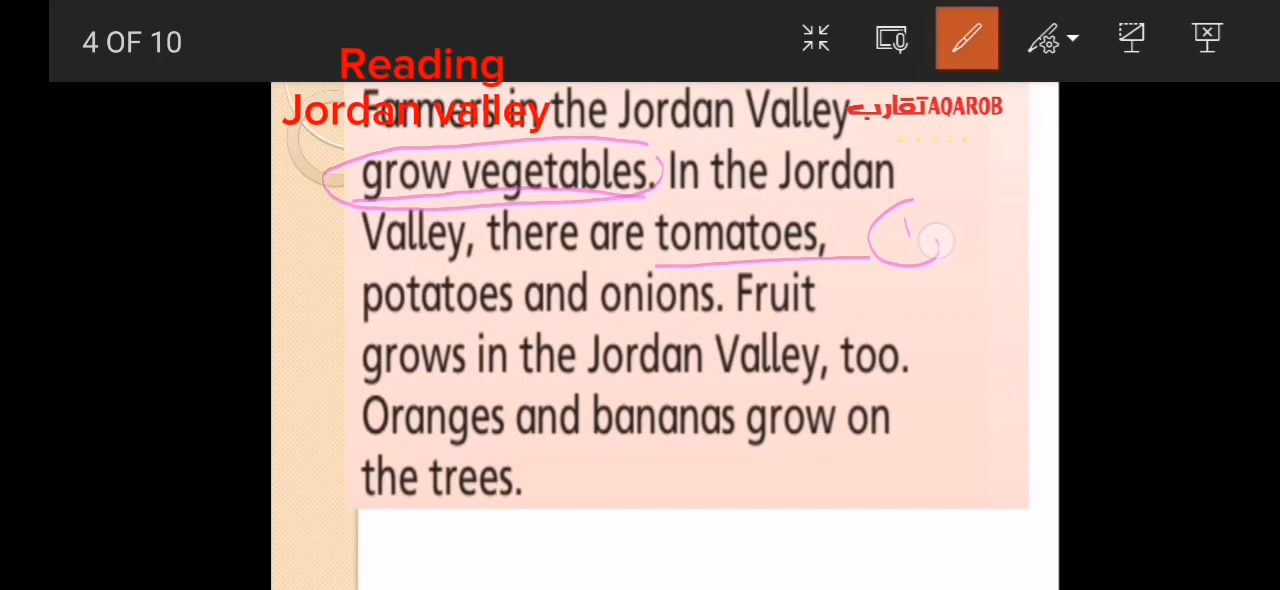 4 OF 10
Reading
Jordan valley
Farmers in the Jordan Valley
تقارب AQAROB
grow vegetables. In the Jordan
Valley, there are tomatoes,
potatoes and onions. Fruit
grows in the Jordan Valley, too.
Oranges and bananas grow on
the trees.